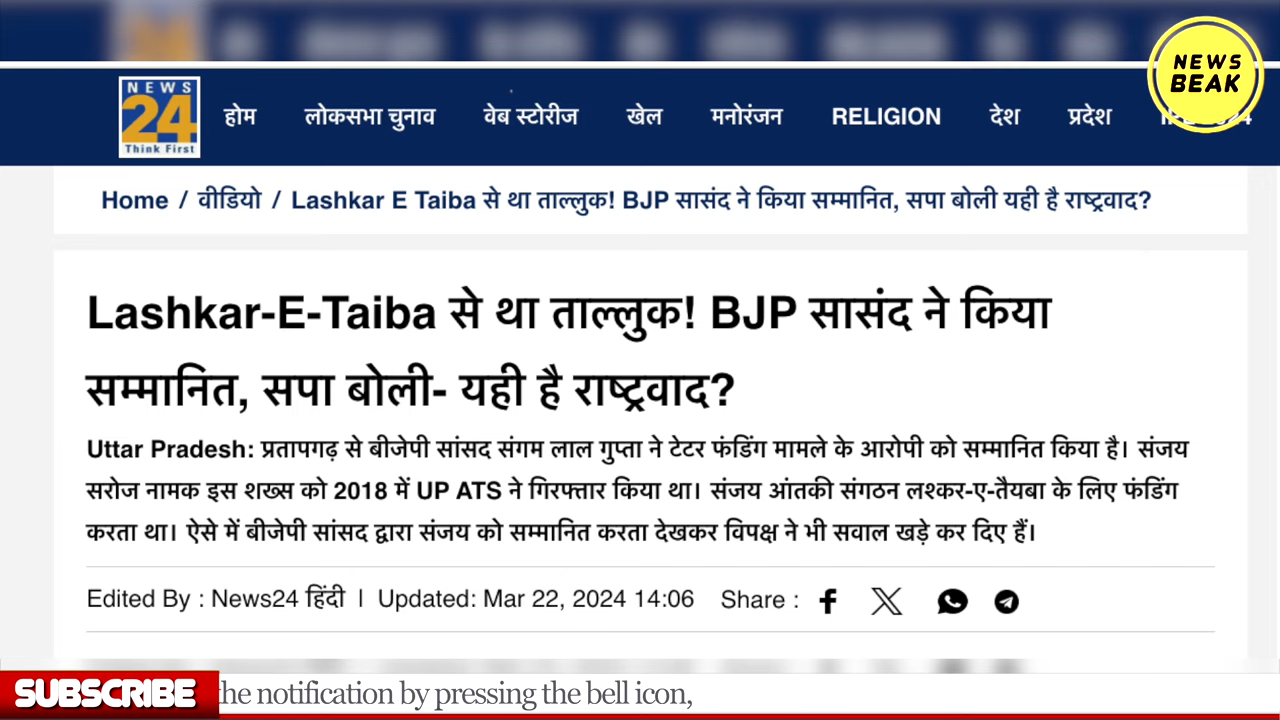 NEWS
24
Think First
होम लोकसभा चुनाव वेब स्टोरीज खेल मनोरंजन RELIGION देश प्रदेश
NEWS
BEAK
Home / वीडियो / Lashkar E Taiba से था ताल्लुक! BJP सासंद ने किया सम्मानित, सपा बोली यही है राष्ट्रवाद?
Lashkar-E-Taiba से था ताल्लुक! BJP सासंद ने किया
सम्मानित, सपा बोली- यही है राष्ट्रवाद?
Uttar Pradesh: प्रतापगढ़ से बीजेपी सांसद संगम लाल गुप्ता ने टेटर फंडिंग मामले के आरोपी को सम्मानित किया है। संजय
सरोज नामक इस शख्स को 2018 में UP ATS ने गिरफ्तार किया था। संजय आंतकी संगठन लश्कर-ए-तैयबा के लिए फंडिंग
करता था। ऐसे में बीजेपी सांसद द्वारा संजय को सम्मानित करता देखकर विपक्ष ने भी सवाल खड़े कर दिए हैं।
Edited By : News24 हिंदी | Updated: Mar 22, 2024 14:06 Share :
SUBSCRIBE the notification by pressing the bell icon,